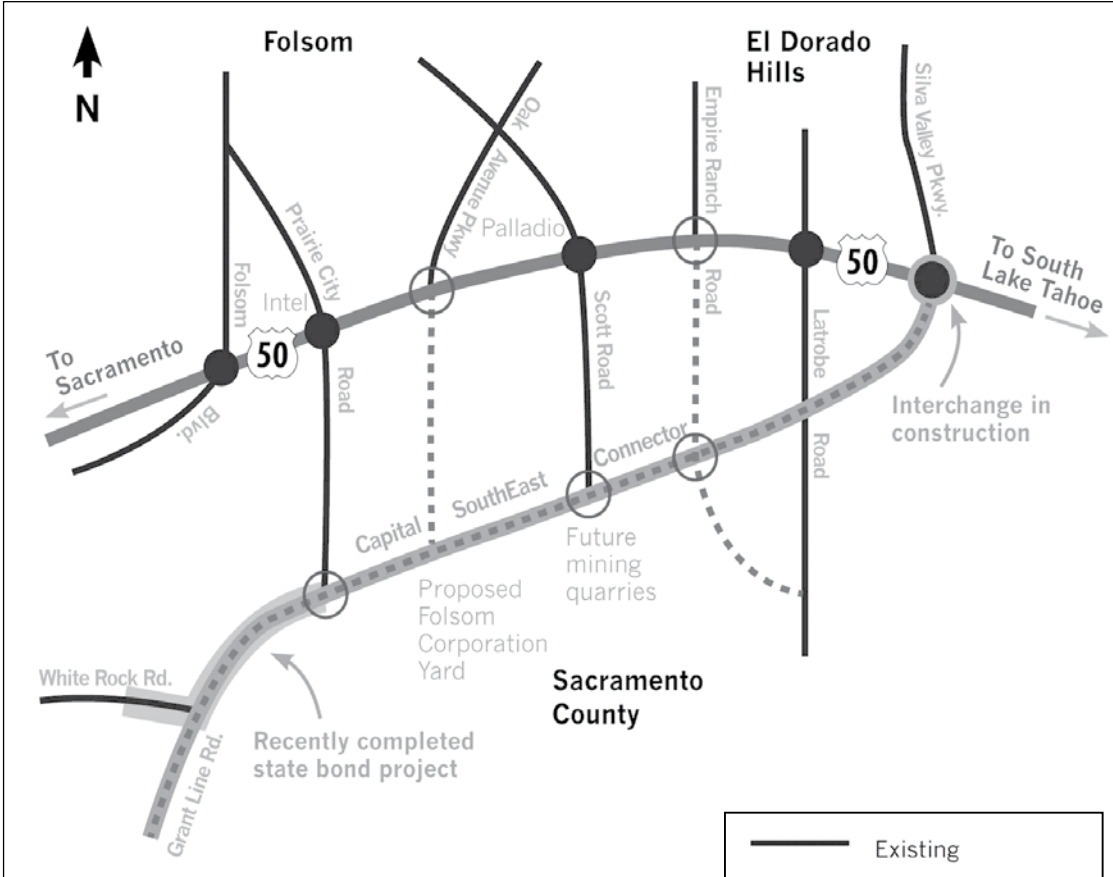 N
Folsom
El Dorado
Hills
Silva Valley Pkwy.
Oak
Avenue Pkwy
Empire Ranch
Road
Prairie City
Road
Palladio
Intel
Folsom
Blvd.
50
50
To
Sacramento
To South
Lake Tahoe
Scott Road
Latrobe
Road
Interchange in
construction
Capital SouthEast Connector
Future
mining
quarries
Proposed
Folsom
Corporation
Yard
White Rock Rd.
Grant Line Rd.
Recently completed
state bond project
Sacramento
County
Existing